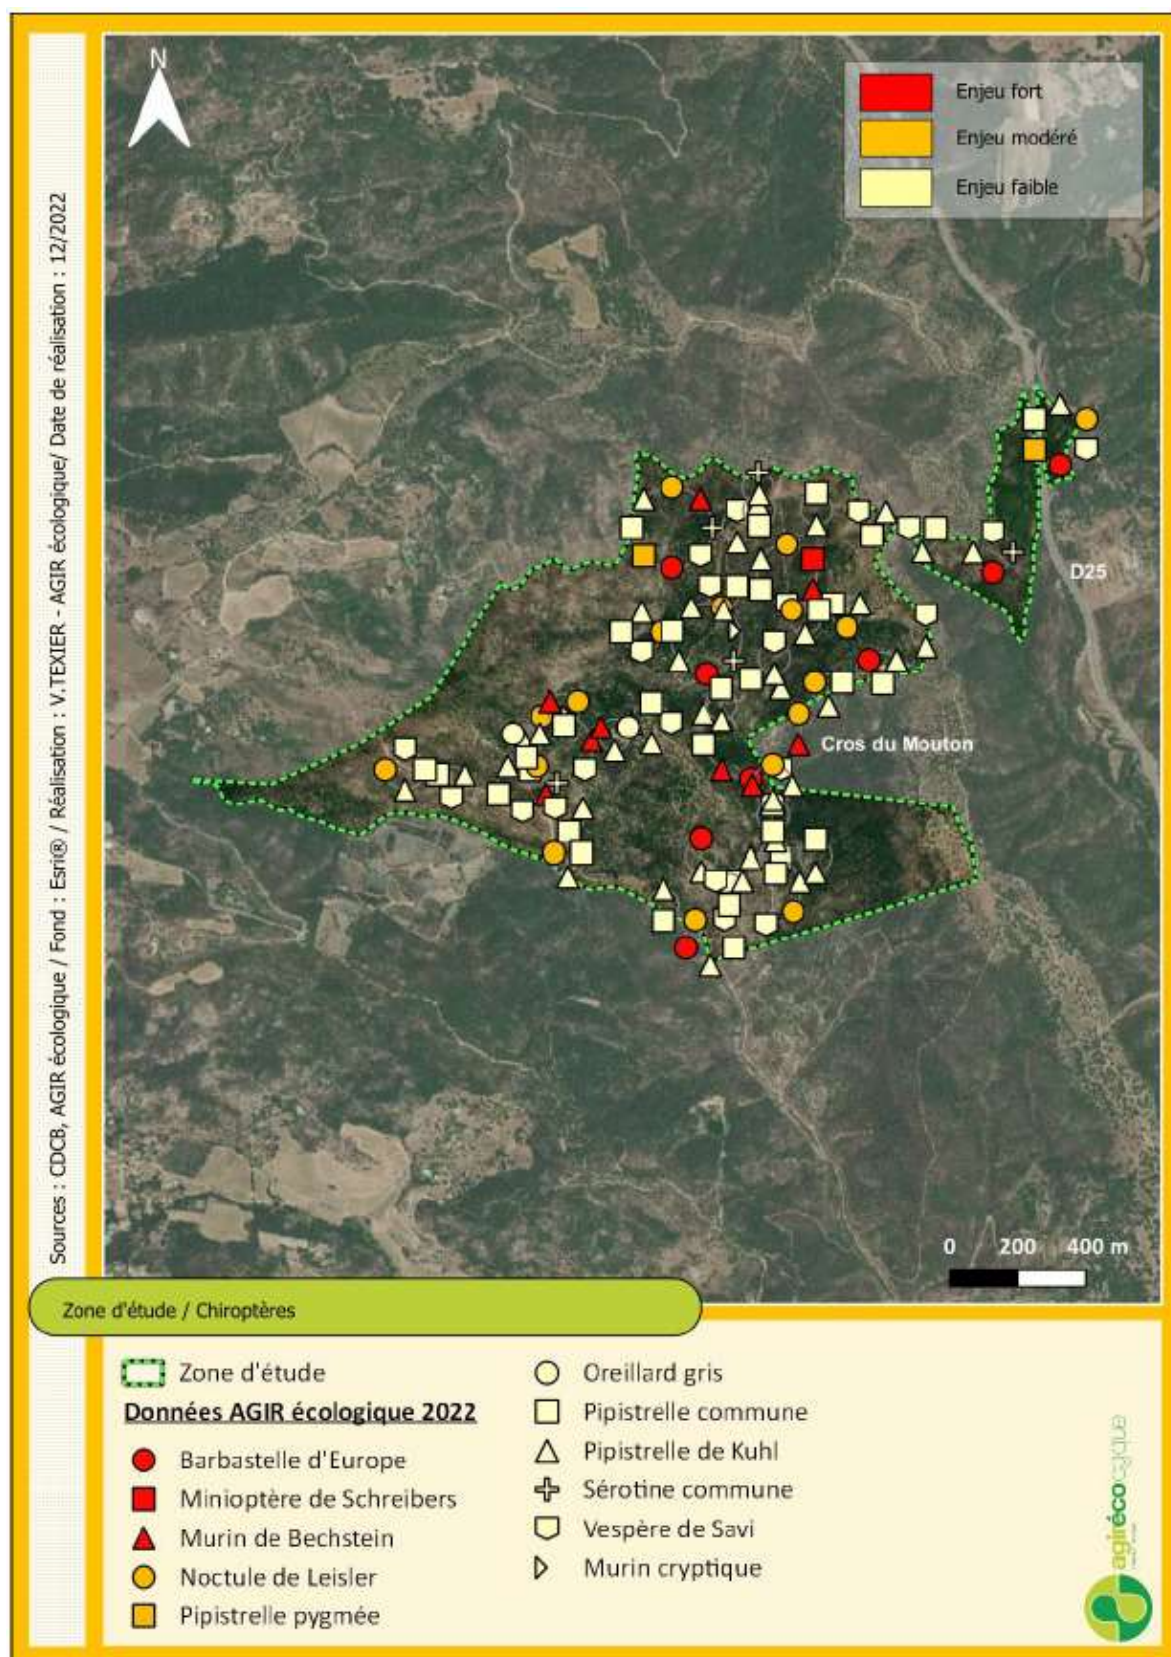 N
Enjeu fort
Enjeu modéré
Enjeu faible
Sources : CDCB, AGIR écologique / Fond : Esri® / Réalisation : V.TEXIER - AGIR écologique/ Date de réalisation : 12/2022
D25
Cros du Mouton
0 200 400 m
Zone d'étude / Chiroptères
Zone d'étude
Données AGIR écologique 2022
Barbastelle d'Europe
Minioptère de Schreibers
Murin de Bechstein
Noctule de Leisler
Pipistrelle pygmée
Oreillard gris
Pipistrelle commune
Pipistrelle de Kuhl
Sérotine commune
Vespère de Savi
Murin cryptique